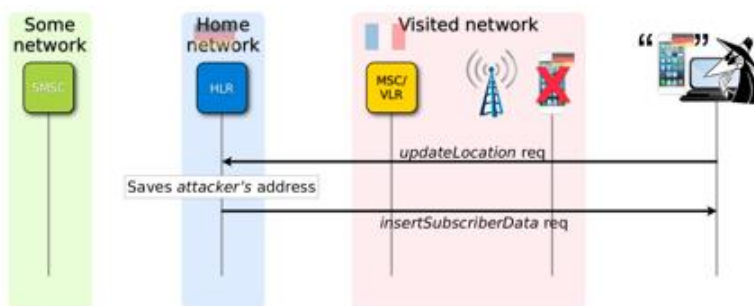 Some
network
Home
network
Visited network
SMSC
HLR
MSC/
VLR
“ ”
updateLocation req
Saves attacker's address
insertSubscriberData req